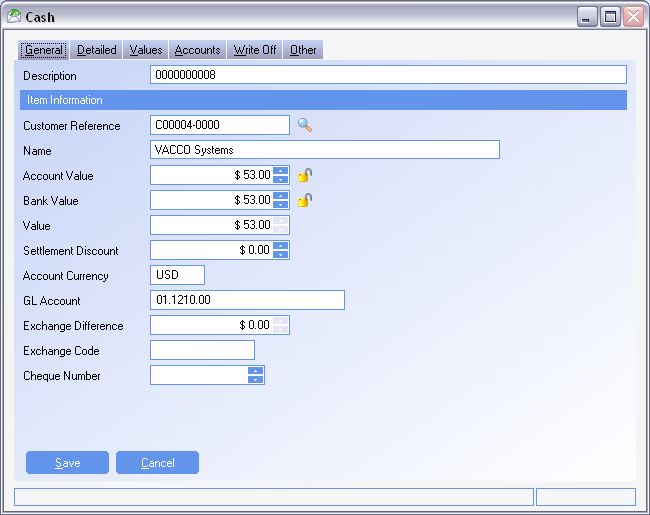 Cash
General Detailed Values Accounts Write Off Other
Description 0000000008
Item Information
Customer Reference C00004-0000
Name VACCO Systems
Account Value $ 53.00
Bank Value $ 53.00
Value $ 53.00
Settlement Discount $ 0.00
Account Currency USD
GL Account 01.1210.00
Exchange Difference $ 0.00
Exchange Code
Cheque Number
Save Cancel